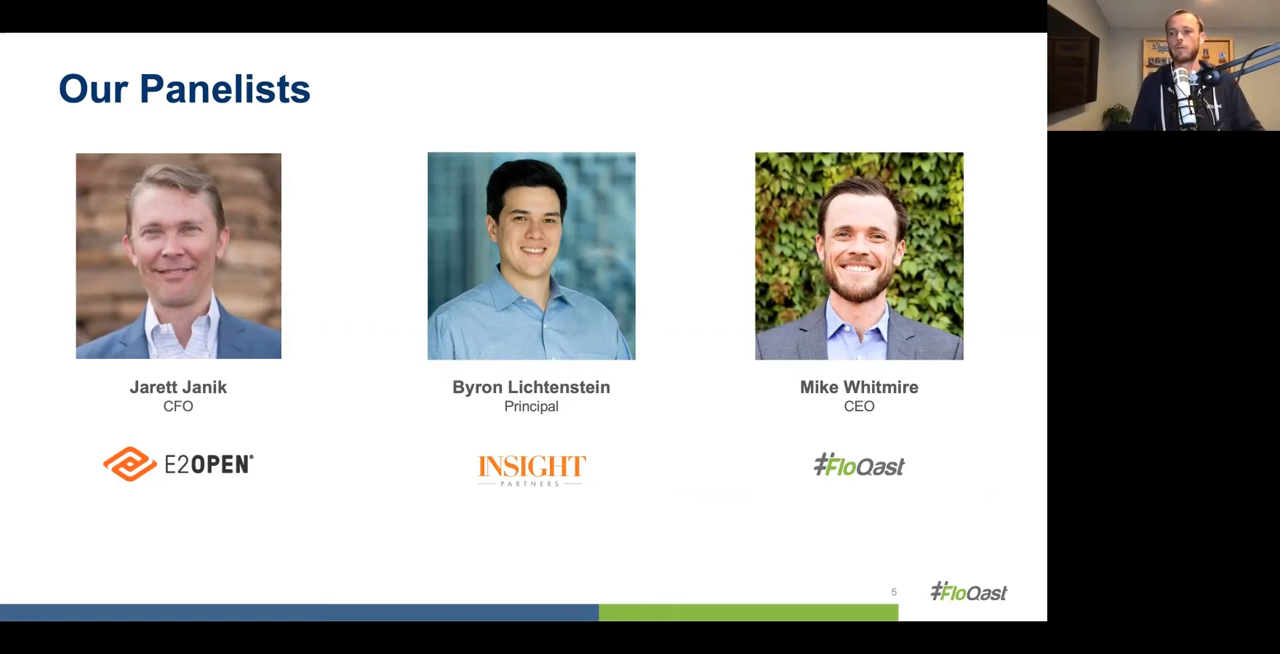 Our Panelists
Jarett Janik
CFO
E2OPEN®
Byron Lichtenstein
Principal
INSIGHT
PARTNERS
Mike Whitmire
CEO
#FloQast
5
#FloQast